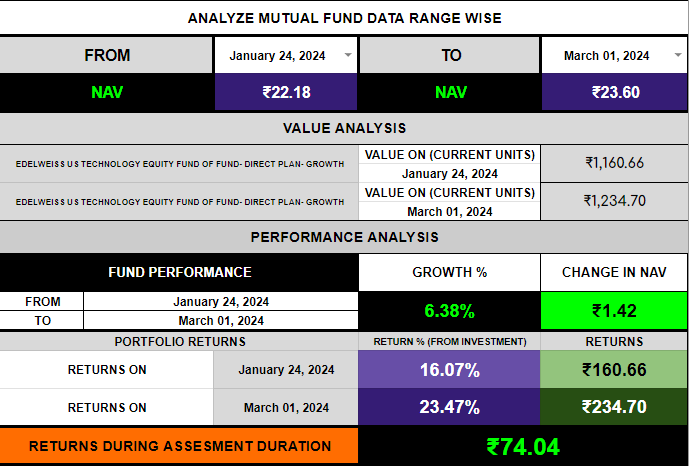 ANALYZE MUTUAL FUND DATA RANGE WISE
FROM January 24, 2024 TO March 01, 2024
NAV ₹22.18 NAV ₹23.60
VALUE ANALYSIS
EDELWEISS US TECHNOLOGY EQUITY FUND OF FUND- DIRECT PLAN- GROWTH
VALUE ON (CURRENT UNITS)
January 24, 2024
₹1,160.66
EDELWEISS US TECHNOLOGY EQUITY FUND OF FUND- DIRECT PLAN- GROWTH
VALUE ON (CURRENT UNITS)
March 01, 2024
₹1,234.70
PERFORMANCE ANALYSIS
FUND PERFORMANCE GROWTH % CHANGE IN NAV
FROM January 24, 2024
TO March 01, 2024
6.38% ₹1.42
PORTFOLIO RETURNS RETURN % (FROM INVESTMENT) RETURNS
RETURNS ON January 24, 2024 16.07% ₹160.66
RETURNS ON March 01, 2024 23.47% ₹234.70
RETURNS DURING ASSESMENT DURATION ₹74.04